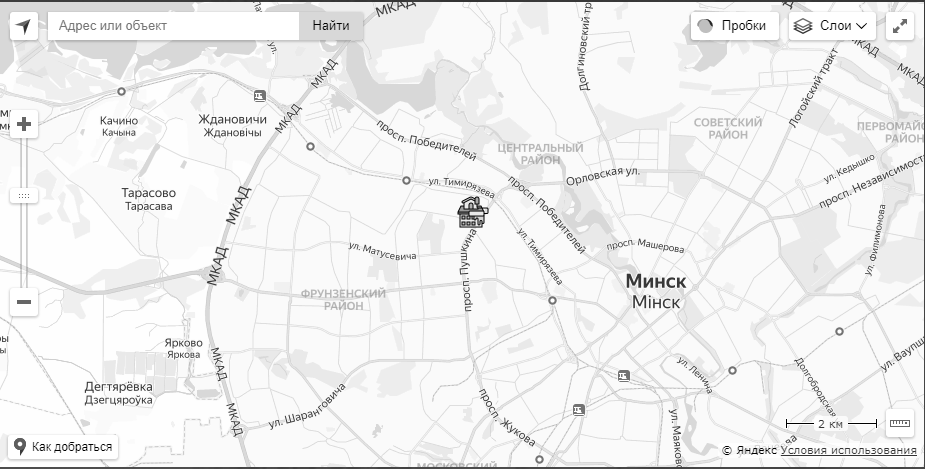 Адрес или объект
Найти
Пробки
Слои
МКАД
МКАД
МКАД
Долгиновский тракт
Логойский тракт
Качино
Качына
Ждановичи
Ждановічы
МКАД
просп. Победителей
СОВЕТСКИЙ
РАЙОН
ПЕРВОМАЙ
РАЙОН
ЦЕНТРАЛЬНЫЙ
РАЙОН
ул. Кедышко
Орловская ул.
ул. Тимирязева
Тарасово
Тарасава
МКАД
просп. Победителей
просп. Независимост
ул. Филимонова
ул. Матусевича
просп. Пушкина
ул. Тимирязева
просп. Машерова
МКАД
Минск
Мінск
ФРУНЗЕНСКИЙ
РАЙОН
Ярково
Яркова
МКАД
Дегтярёвка
Дзегцяроўка
ул. Шаранговича
МКАД
просп. Жукова
ул. Ленина
Долгобродская
ул. Ваупш
ул. Маяков
2 км
Как добраться
© Яндекс Условия использования
МОСКОВСКИЙ